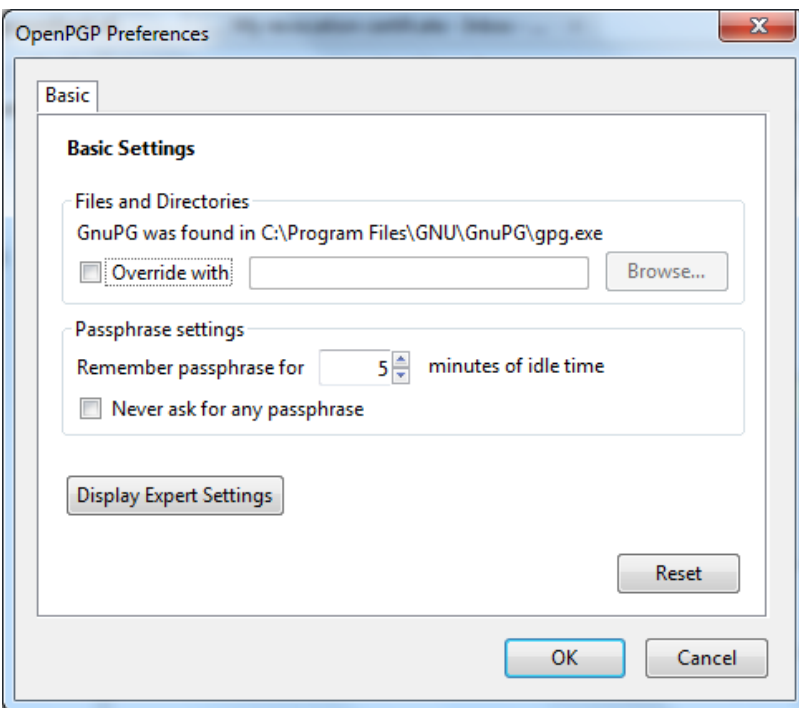 OpenPGP Preferences
Basic
Basic Settings
Files and Directories
GnuPG was found in C:\Program Files\GNU\GnuPG\gpg.exe
Override with Browse...
Passphrase settings
Remember passphrase for 5 minutes of idle time
Never ask for any passphrase
Display Expert Settings
Reset
OK Cancel